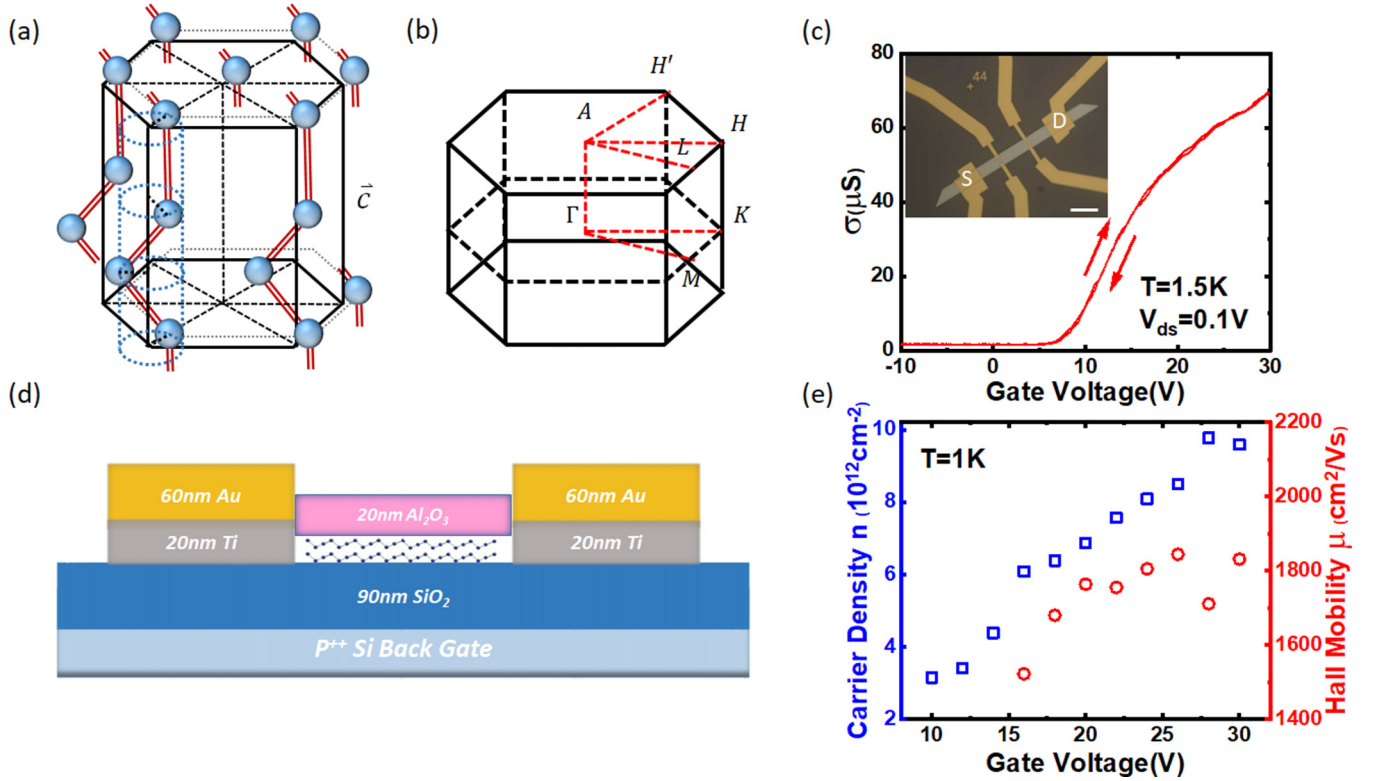 (a)
c
(b)
H'
A
H
L
Γ
K
M
(c)
80
60
40
20
0
σ(μS)
44
D
S
T=1.5K
Vds=0.1V
-10
0
10
20
30
Gate Voltage(V)
(d)
60nm Au
60nm Au
20nm Al₂O₃
20nm Ti
20nm Ti
90nm SiO₂
P⁺⁺ Si Back Gate
(e)
Carrier Density n (10¹²cm⁻²)
10
8
6
4
2
T=1K
2200
2000
1800
1600
1400
Hall Mobility μ (cm²/Vs)
10
15
20
25
30
Gate Voltage(V)